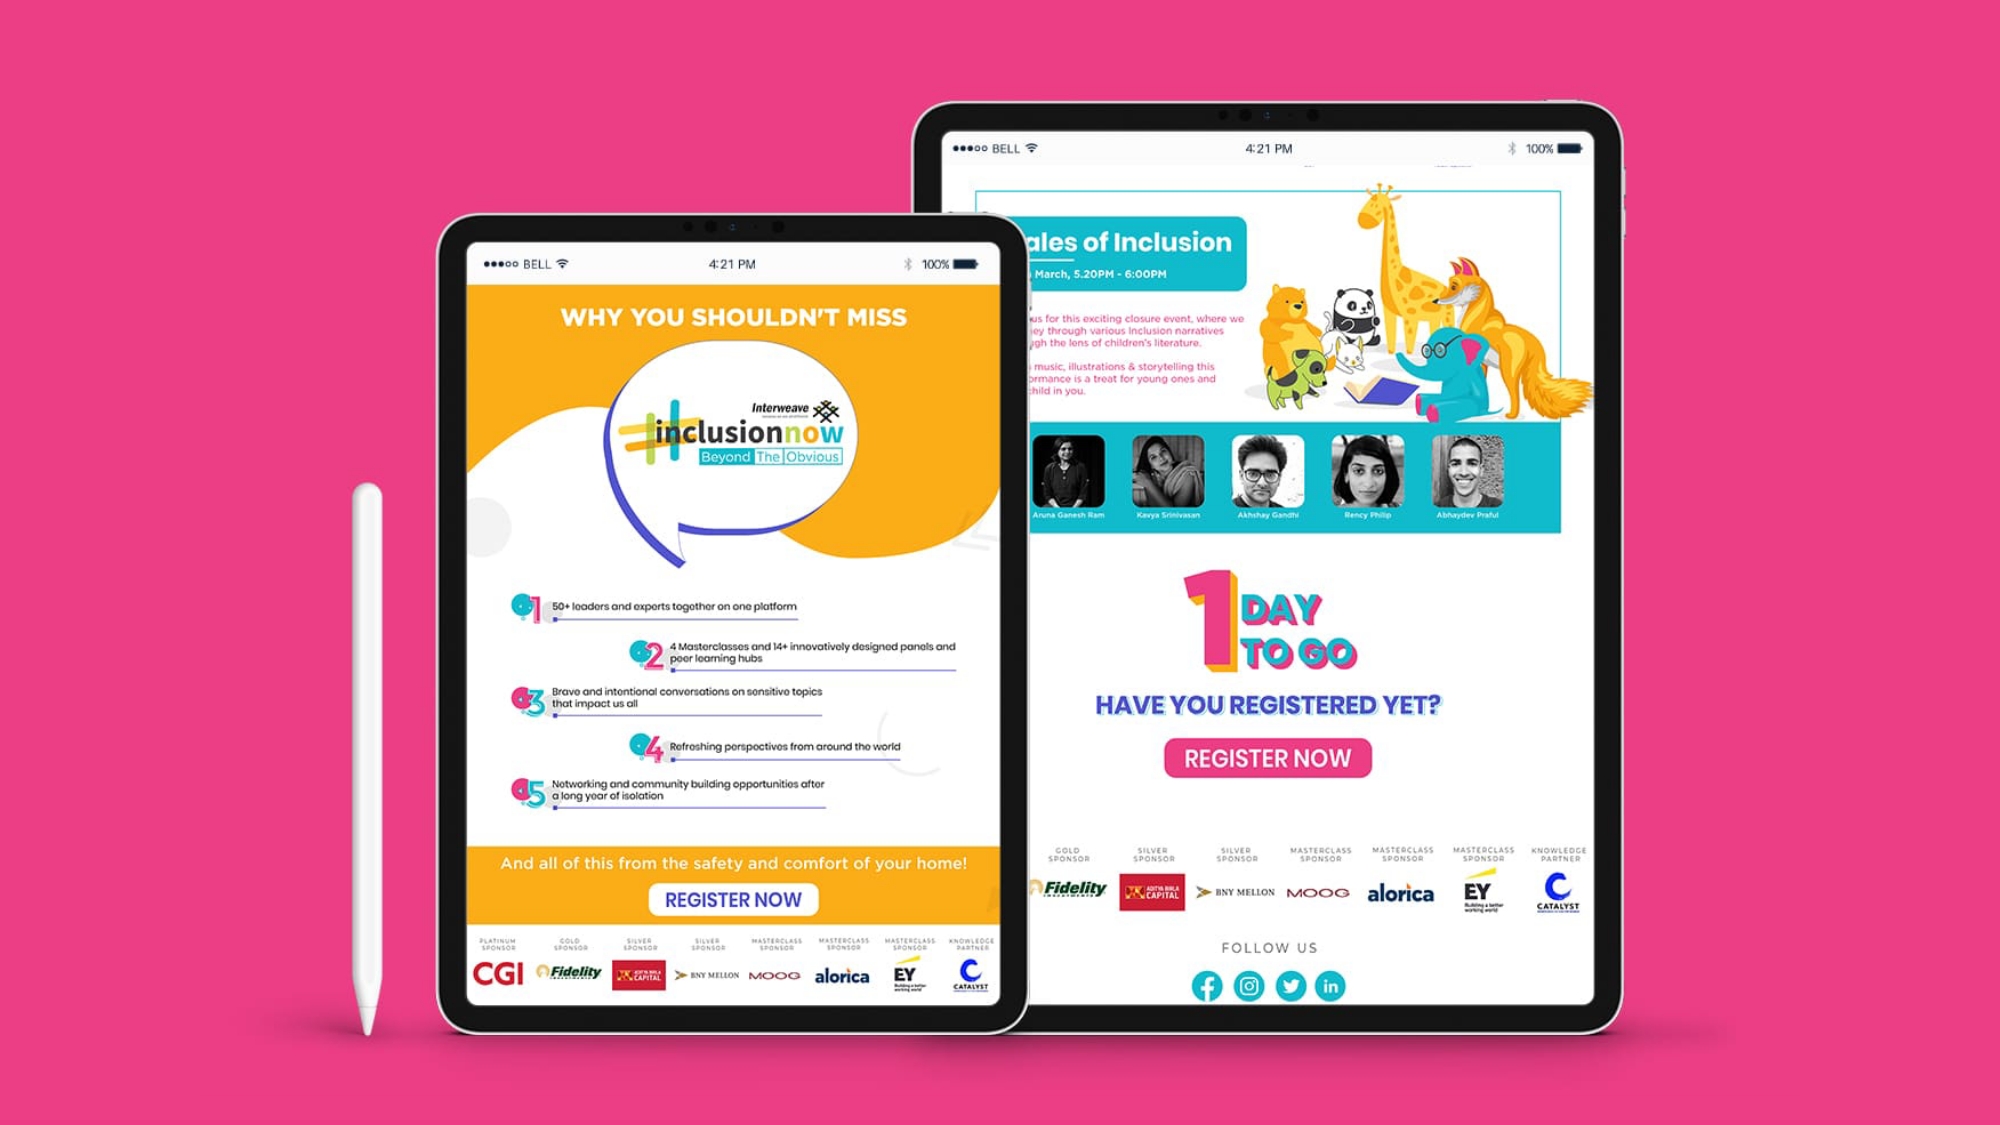 ●●●○○ BELL 4:21 PM 100%
WHY YOU SHOULDN'T MISS
Interweave
#inclusionnow
Beyond The Obvious
1 50+ leaders and experts together on one platform
2 4 Masterclasses and 14+ innovatively designed panels and
peer learning hubs
3 Brave and intentional conversations on sensitive topics
that impact us all
4 Refreshing perspectives from around the world
5 Networking and community building opportunities after
a long year of isolation
And all of this from the safety and comfort of your home!
REGISTER NOW
PLATINUM SPONSOR
CGI
GOLD SPONSOR
Fidelity
INVESTMENTS
SILVER SPONSOR
ADITYA BIRLA
CAPITAL
SILVER SPONSOR
BNY MELLON
MASTERCLASS SPONSOR
MOOG
MASTERCLASS SPONSOR
alorica
MASTERCLASS SPONSOR
EY
Building a better
working world
KNOWLEDGE PARTNER
CATALYST
●●●○○ BELL 4:21 PM 100%
ales of Inclusion
March, 5.20PM - 6:00PM
us for this exciting closure event, where we
ey through various Inclusion narratives
gh the lens of children's literature.
music, illustrations & storytelling this
ormance is a treat for young ones and
child in you.
Aruna Ganesh Ram
Kavya Srinivasan
Akhshay Gandhi
Rency Philip
Abhaydev Praful
1 DAY
TO GO
HAVE YOU REGISTERED YET?
REGISTER NOW
GOLD SPONSOR
Fidelity
INVESTMENTS
SILVER SPONSOR
ADITYA BIRLA
CAPITAL
SILVER SPONSOR
BNY MELLON
MASTERCLASS SPONSOR
MOOG
MASTERCLASS SPONSOR
alorica
MASTERCLASS SPONSOR
EY
Building a better
working world
KNOWLEDGE PARTNER
CATALYST
FOLLOW US